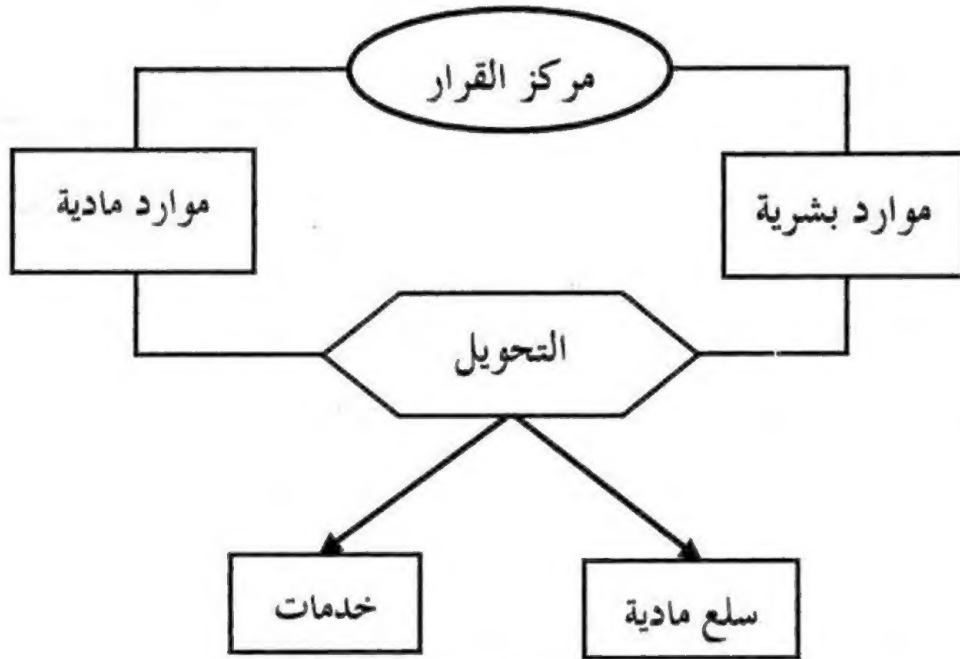 مركز القرار
موارد بشرية
موارد مادية
التحويل
سلع مادية
خدمات